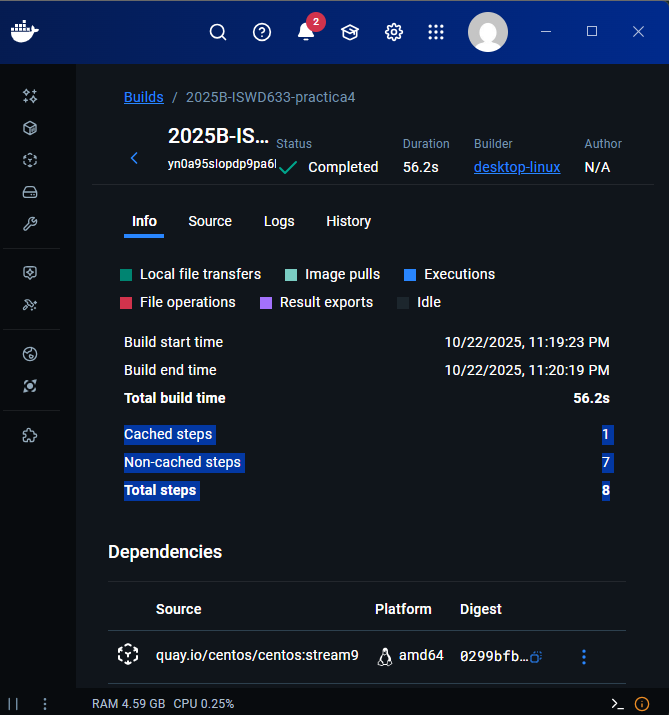 2
Builds / 2025B-ISWD633-practica4
2025B-IS...
yn0a95slopdp9pa6l
Status
Completed
Duration
56.2s
Builder
desktop-linux
Author
N/A
Info Source Logs History
Local file transfers Image pulls Executions
File operations Result exports Idle
Build start time 10/22/2025, 11:19:23 PM
Build end time 10/22/2025, 11:20:19 PM
Total build time 56.2s
Cached steps 1
Non-cached steps 7
Total steps 8
Dependencies
Source Platform Digest
quay.io/centos/centos:stream9 amd64 0299bfb...
RAM 4.59 GB CPU 0.25%